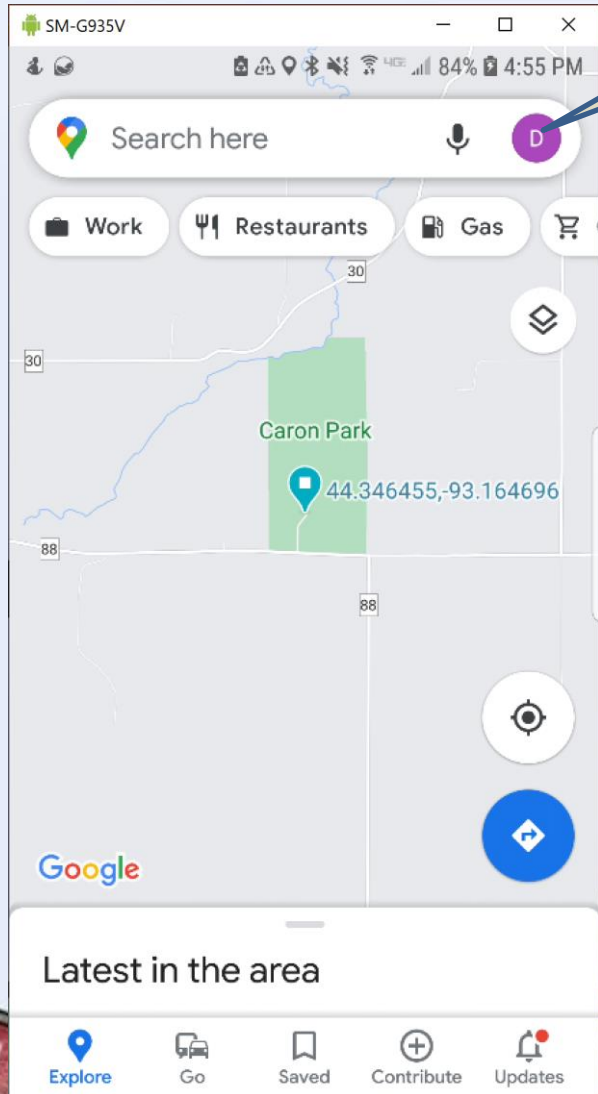 SM-G935V
4GE 84% 4:55 PM
Search here
D
Work Restaurants Gas
30
30
Caron Park
44.346455,-93.164696
88
88
Google
Latest in the area
Explore Go Saved Contribute Updates